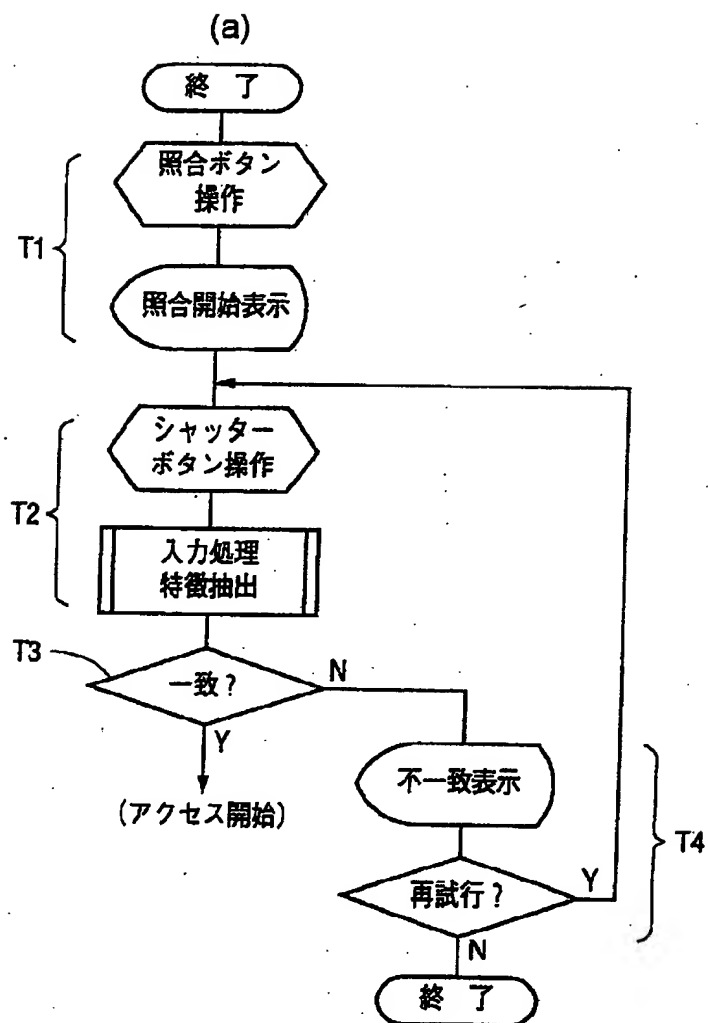 (a)
終 了
照合ボタン
操作
T1
照合開始表示
シャッター
ボタン操作
T2
入力処理
特徴抽出
T3
一致?
N
Y
(アクセス開始)
不一致表示
T4
再試行?
Y
N
終 了